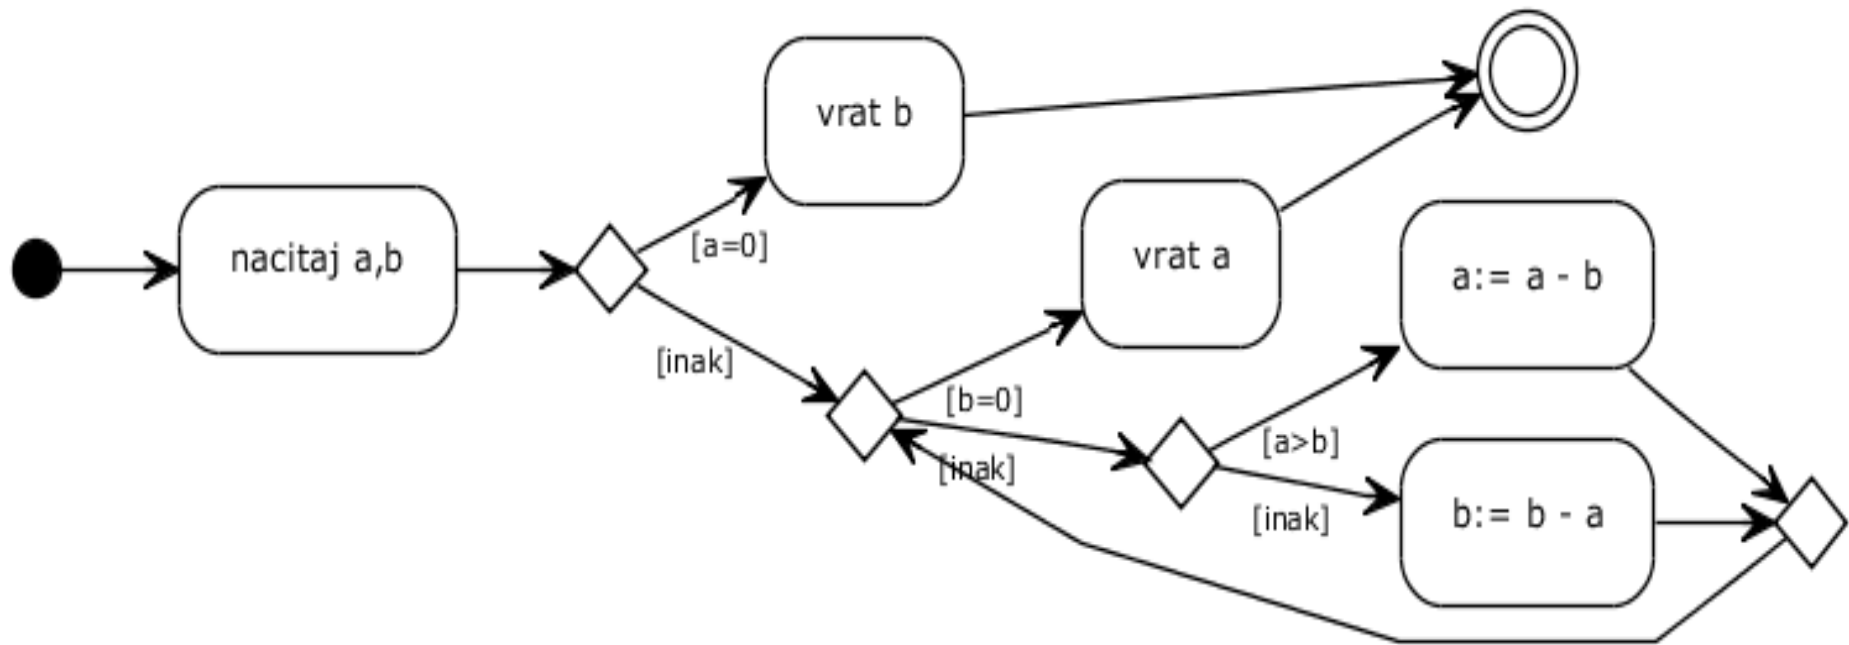 vrat b
nacitaj a,b
[a=0]
vrat a
a:= a - b
[inak]
[b=0]
[a>b]
[inak]
[inak]
b:= b - a